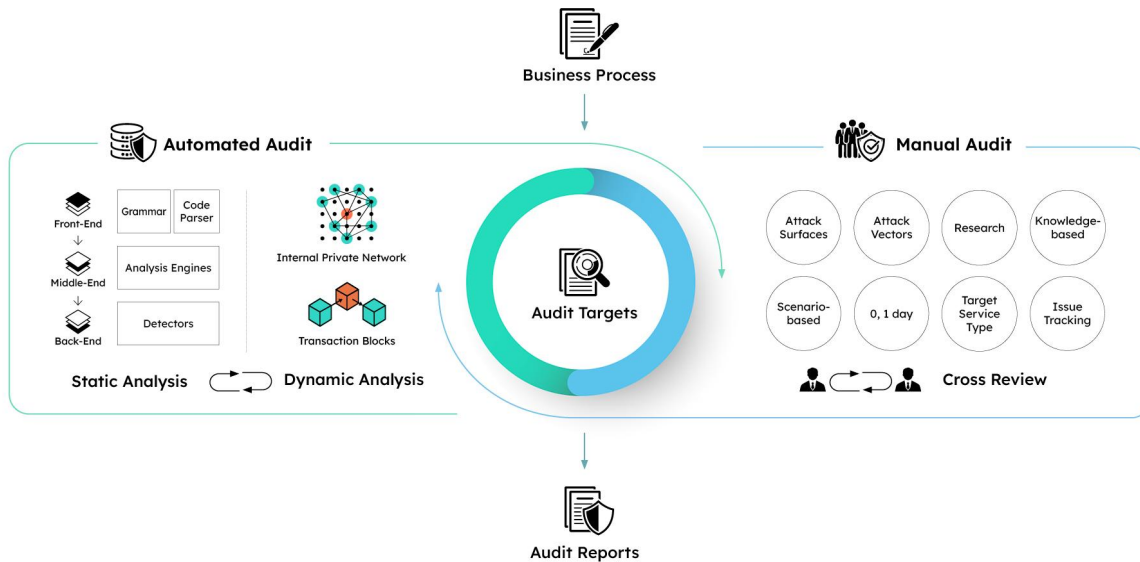 Business Process
Automated Audit
Front-End
Grammar
Code
Parser
Middle-End
Analysis Engines
Back-End
Detectors
Internal Private Network
Transaction Blocks
Static Analysis
Dynamic Analysis
Audit Targets
Manual Audit
Attack
Surfaces
Attack
Vectors
Research
Knowledge-
based
Scenario-
based
0, 1 day
Target
Service
Type
Issue
Tracking
Cross Review
Audit Reports